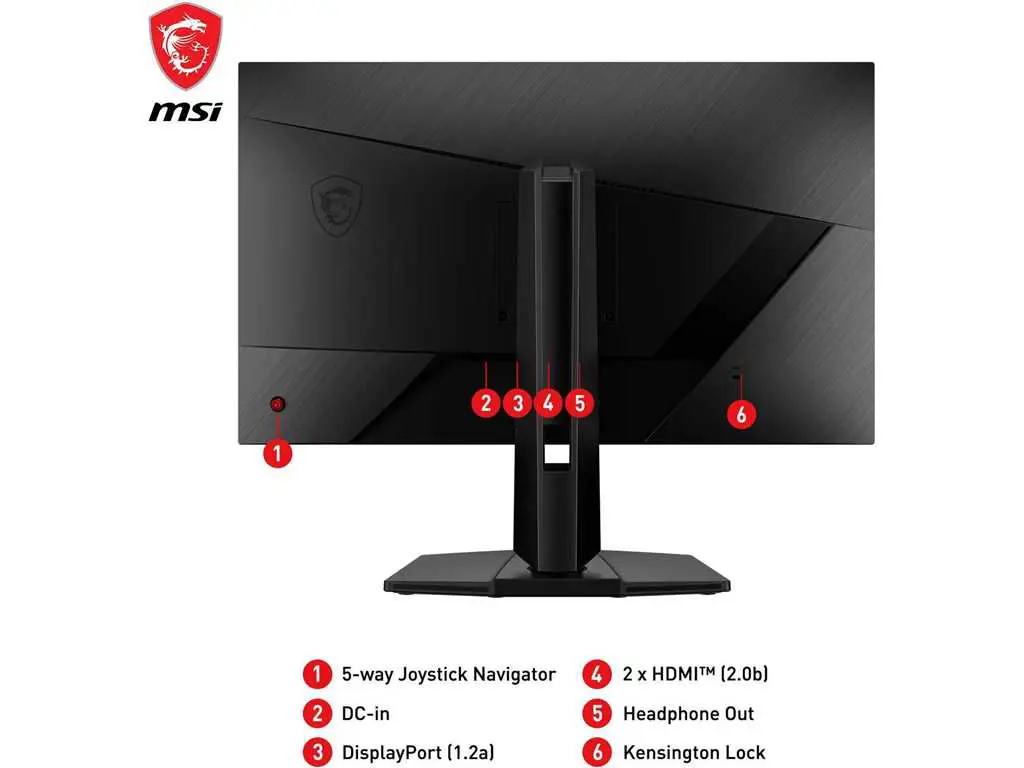 msi
2
3
4
5
6
1
1 5-way Joystick Navigator
2 DC-in
3 DisplayPort (1.2a)
4 2 x HDMI™ (2.0b)
5 Headphone Out
6 Kensington Lock